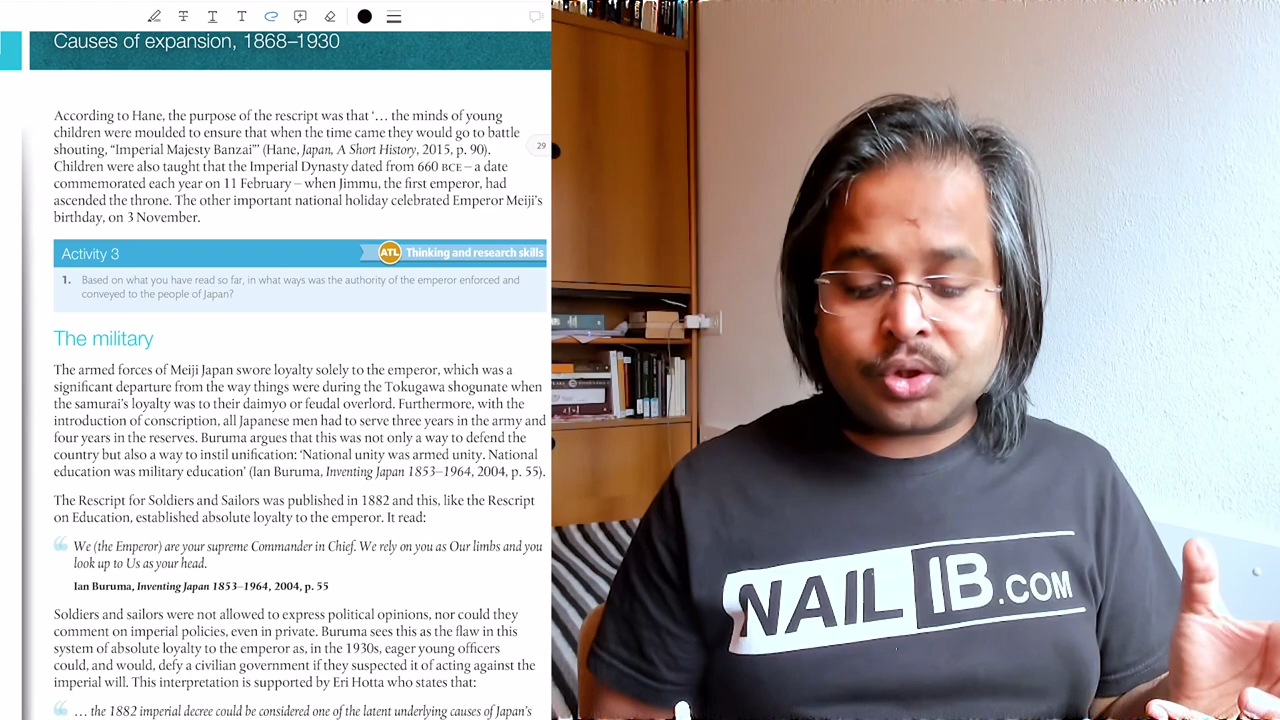 Causes of expansion, 1868–1930
According to Hane, the purpose of the rescript was that ‘… the minds of young
children were moulded to ensure that when the time came they would go to battle
shouting, “Imperial Majesty Banzai”’ (Hane, Japan, A Short History, 2015, p. 90).
29
Children were also taught that the Imperial Dynasty dated from 660 BCE – a date
commemorated each year on 11 February – when Jimmu, the first emperor, had
ascended the throne. The other important national holiday celebrated Emperor Meiji’s
birthday, on 3 November.
Activity 3
ATL Thinking and research skills
1. Based on what you have read so far, in what ways was the authority of the emperor enforced and
conveyed to the people of Japan?
The military
The armed forces of Meiji Japan swore loyalty solely to the emperor, which was a
significant departure from the way things were during the Tokugawa shogunate when
the samurai’s loyalty was to their daimyo or feudal overlord. Furthermore, with the
introduction of conscription, all Japanese men had to serve three years in the army and
four years in the reserves. Buruma argues that this was not only a way to defend the
country but also a way to instil unification: ‘National unity was armed unity. National
education was military education’ (Ian Buruma, Inventing Japan 1853–1964, 2004, p. 55).
The Rescript for Soldiers and Sailors was published in 1882 and this, like the Rescript
on Education, established absolute loyalty to the emperor. It read:
We (the Emperor) are your supreme Commander in Chief. We rely on you as Our limbs and you
look up to Us as your head.
Ian Buruma, Inventing Japan 1853–1964, 2004, p. 55
Soldiers and sailors were not allowed to express political opinions, nor could they
comment on imperial policies, even in private. Buruma sees this as the flaw in this
system of absolute loyalty to the emperor as, in the 1930s, eager young officers
could, and would, defy a civilian government if they suspected it of acting against the
imperial will. This interpretation is supported by Eri Hotta who states that:
… the 1882 imperial decree could be considered one of the latent underlying causes of Japan’s
NAIL IB.COM